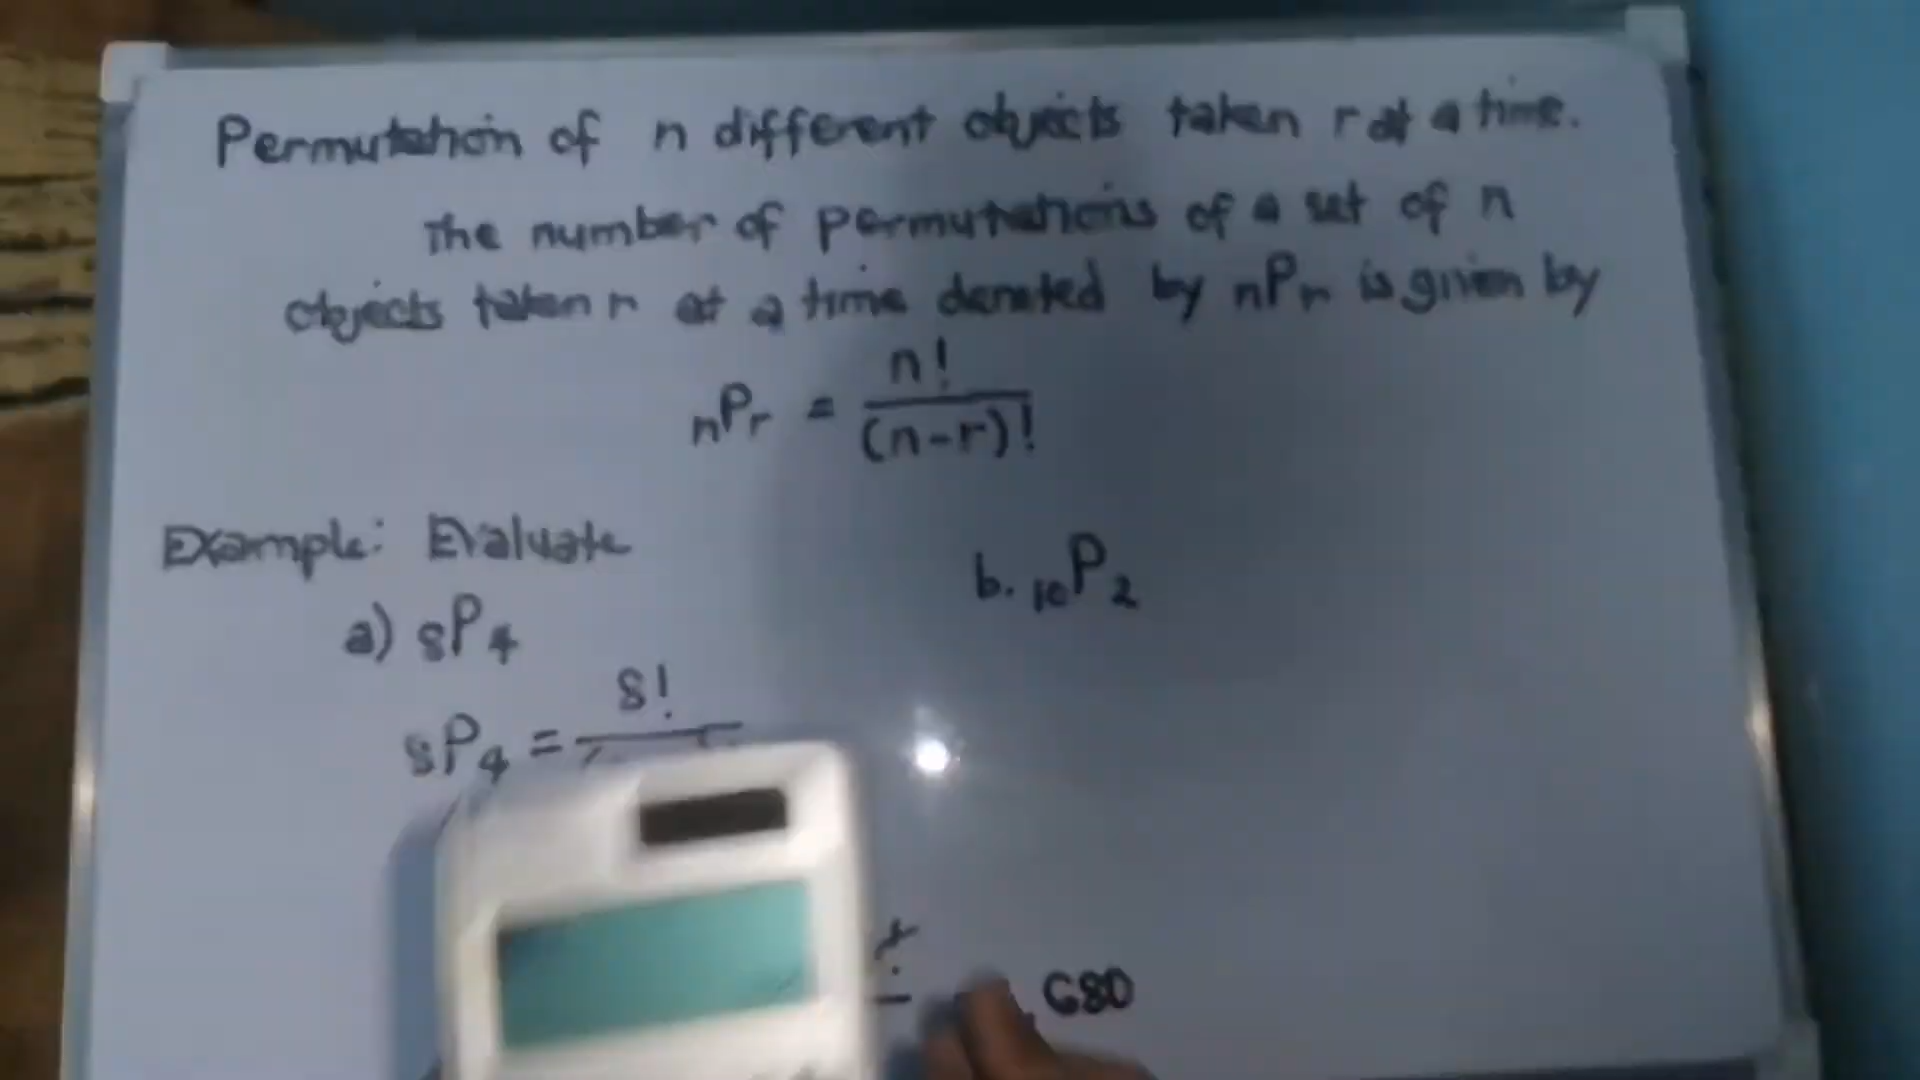 Permutation of n different objects taken r at a time.
The number of permutations of a set of n
objects taken r at a time denoted by nPr is given by
nPr = n! / (n-r)!
Example: Evaluate
a) 8P4
b. 10P2
8P4 = 8!
680